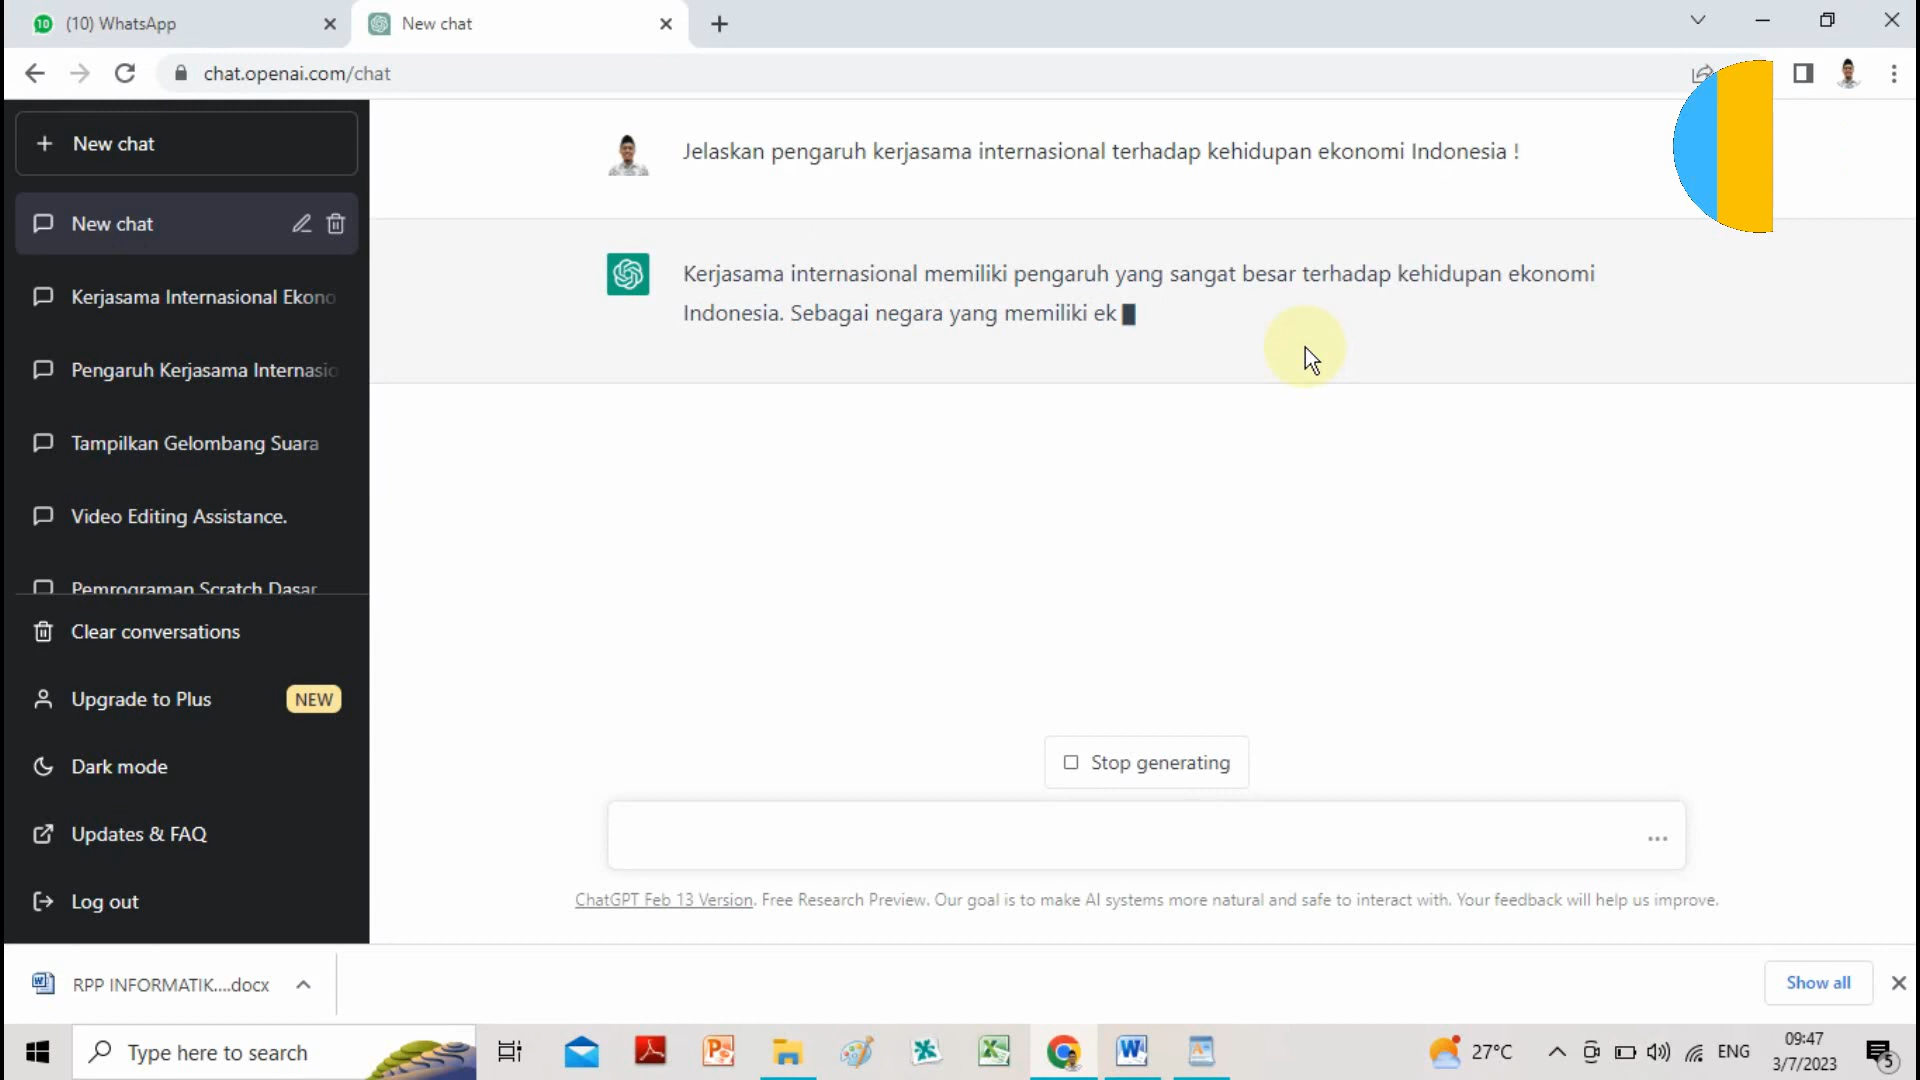 (10) WhatsApp
New chat
chat.openai.com/chat
New chat
New chat
Kerjasama Internasional Ekono
Pengaruh Kerjasama Internasio
Tampilkan Gelombang Suara
Video Editing Assistance.
Pemrograman Scratch Dasar
Clear conversations
Upgrade to Plus NEW
Dark mode
Updates & FAQ
Log out
Jelaskan pengaruh kerjasama internasional terhadap kehidupan ekonomi Indonesia !
Kerjasama internasional memiliki pengaruh yang sangat besar terhadap kehidupan ekonomi
Indonesia. Sebagai negara yang memiliki ek
Stop generating
ChatGPT Feb 13 Version. Free Research Preview. Our goal is to make AI systems more natural and safe to interact with. Your feedback will help us improve.
RPP INFORMATIK....docx
Show all
Type here to search
27°C
ENG
09:47
3/7/2023
5